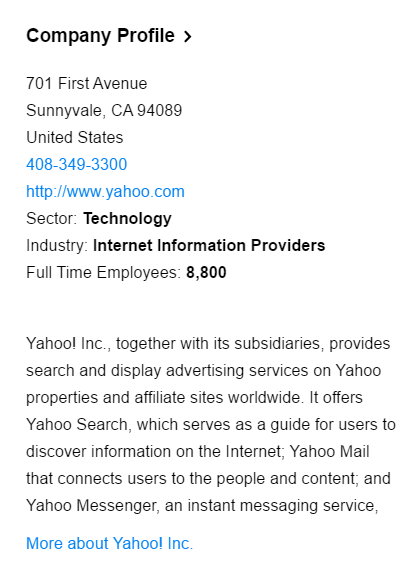 Company Profile >
701 First Avenue
Sunnyvale, CA 94089
United States
408-349-3300
http://www.yahoo.com
Sector: Technology
Industry: Internet Information Providers
Full Time Employees: 8,800
Yahoo! Inc., together with its subsidiaries, provides
search and display advertising services on Yahoo
properties and affiliate sites worldwide. It offers
Yahoo Search, which serves as a guide for users to
discover information on the Internet; Yahoo Mail
that connects users to the people and content; and
Yahoo Messenger, an instant messaging service,
More about Yahoo! Inc.